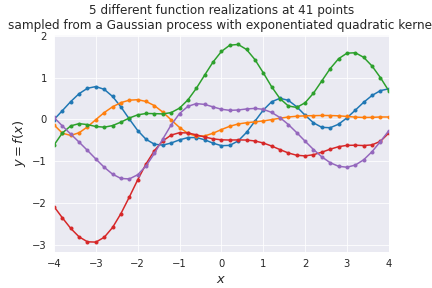 5 different function realizations at 41 points
sampled from a Gaussian process with exponentiated quadratic kerne
2
1
0
−1
−2
−3
y = f(x)
−4 −3 −2 −1 0 1 2 3 4
x